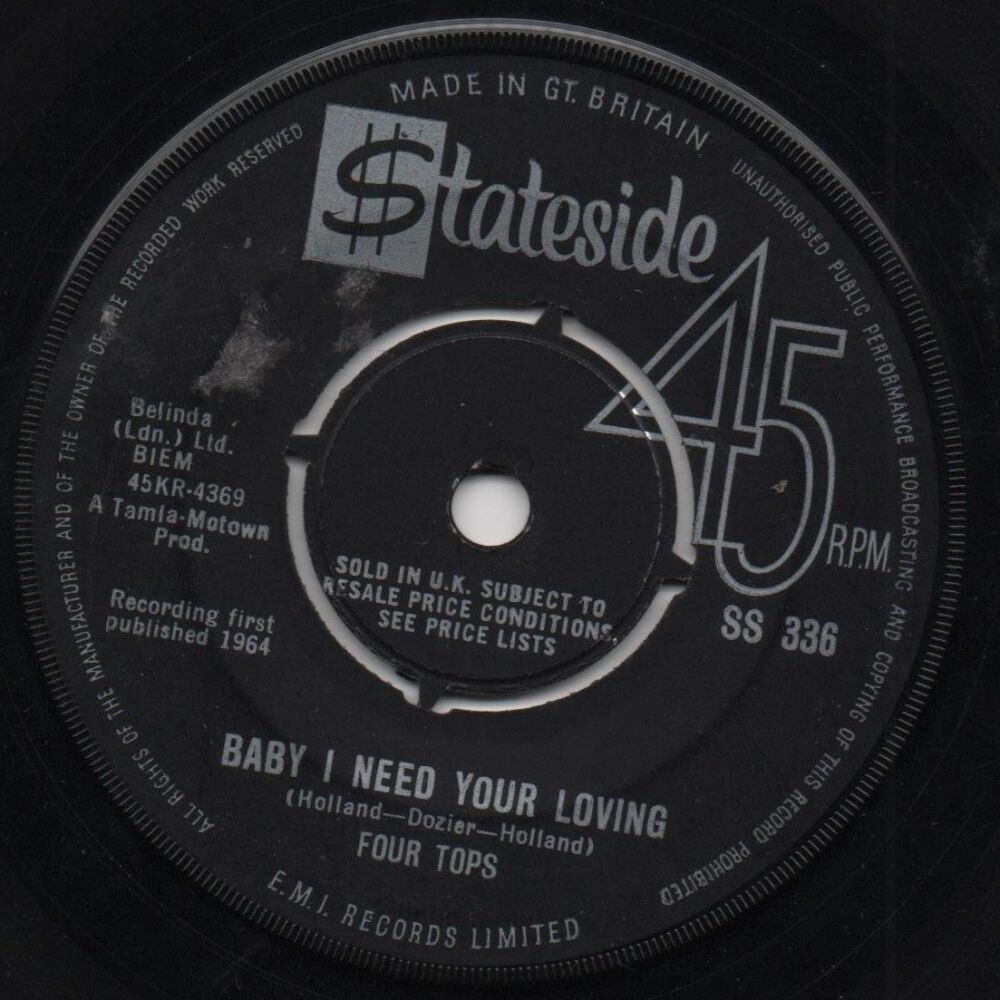 MADE IN GT. BRITAIN
UNAUTHORISED PUBLIC PERFORMANCE BROADCASTING AND COPYING OF THIS RECORD PROHIBITED
ALL RIGHTS OF THE MANUFACTURER AND OF THE OWNER OF THE RECORDED WORK RESERVED
$tateside
45
R.P.M.
Belinda
(Ldn.) Ltd.
BIEM
45KR-4369
A Tamla-Motown
Prod.
Recording first
published 1964
SOLD IN U.K. SUBJECT TO
RESALE PRICE CONDITIONS,
SEE PRICE LISTS
SS 336
BABY I NEED YOUR LOVING
(Holland—Dozier—Holland)
FOUR TOPS
E.M.I. RECORDS LIMITED